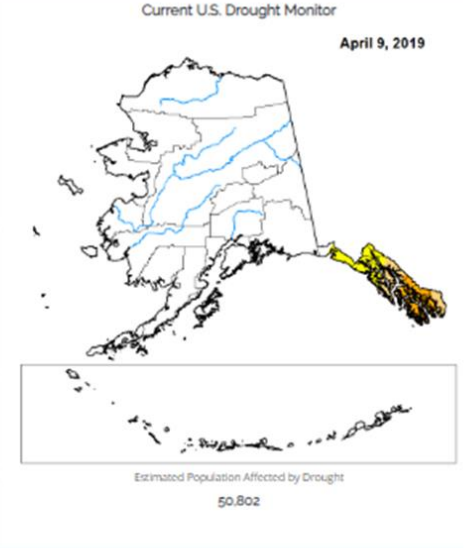 Current U.S. Drought Monitor
April 9, 2019
Estimated Population Affected by Drought
50,802